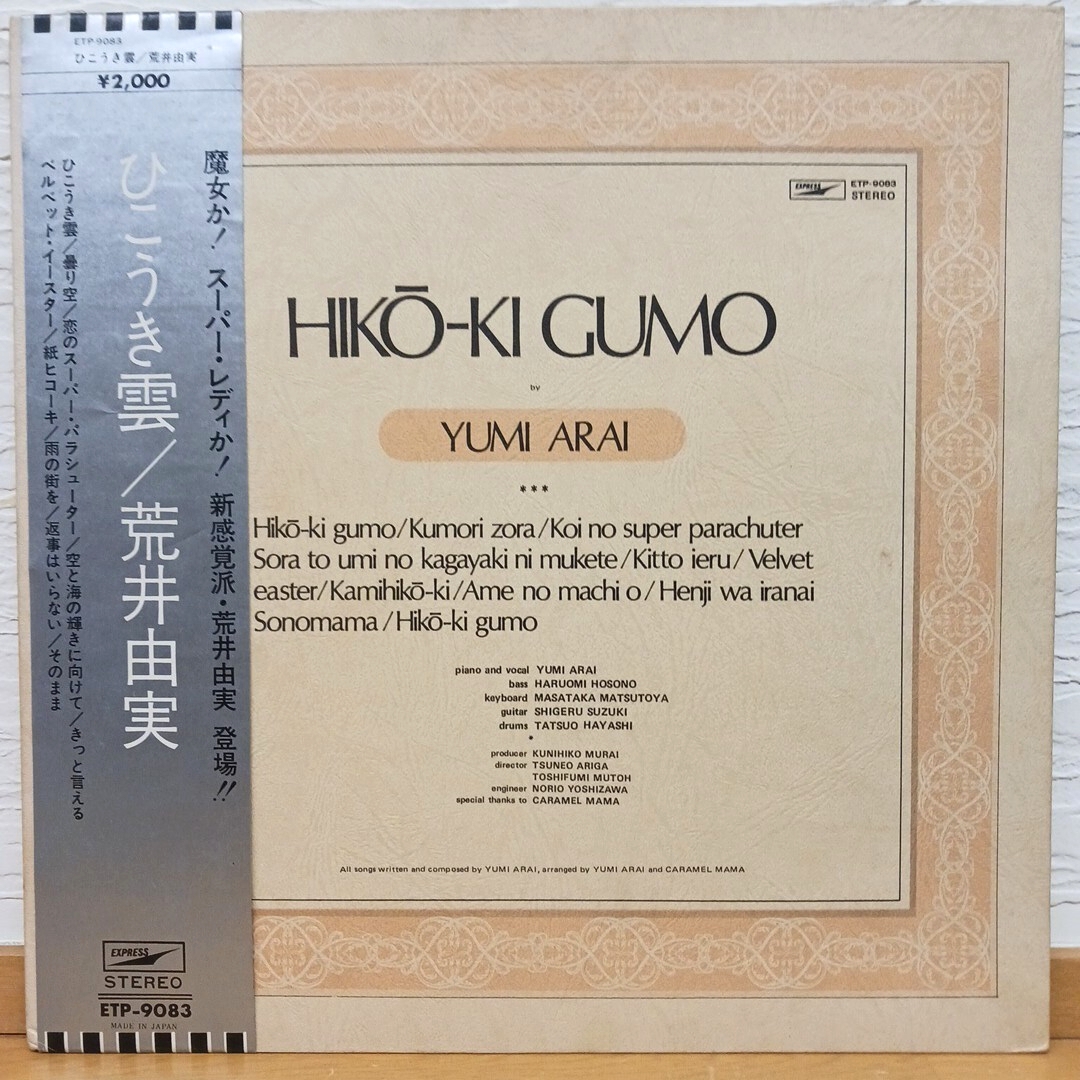 ETP-9083
ひこうき雲/荒井由実
¥2,000
魔女か! スーパー・レディか! 新感覚派・荒井由実 登場!!
ひこうき雲/荒井由実
ひこうき雲/曇り空/恋のスーパー・パラシューター/空と海の輝きに向けて/きっと言える
ベルベット・イースター/紙ヒコーキ/雨の街を/返事はいらない/そのまま
EXPRESS
STEREO
ETP-9083
MADE IN JAPAN
EXPRESS
ETP-9083
STEREO
HIKŌ-KI GUMO
by
YUMI ARAI
***
Hikō-ki gumo/Kumori zora/Koi no super parachuter
Sora to umi no kagayaki ni mukete/Kitto ieru/Velvet
easter/Kamihikō-ki/Ame no machi o/Henji wa iranai
Sonomama/Hikō-ki gumo
piano and vocal YUMI ARAI
bass HARUOMI HOSONO
keyboard MASATAKA MATSUTOYA
guitar SHIGERU SUZUKI
drums TATSUO HAYASHI
*
producer KUNIHIKO MURAI
director TSUNEO ARIGA
TOSHIFUMI MUTOH
engineer NORIO YOSHIZAWA
special thanks to CARAMEL MAMA
All songs written and composed by YUMI ARAI, arranged by YUMI ARAI and CARAMEL MAMA